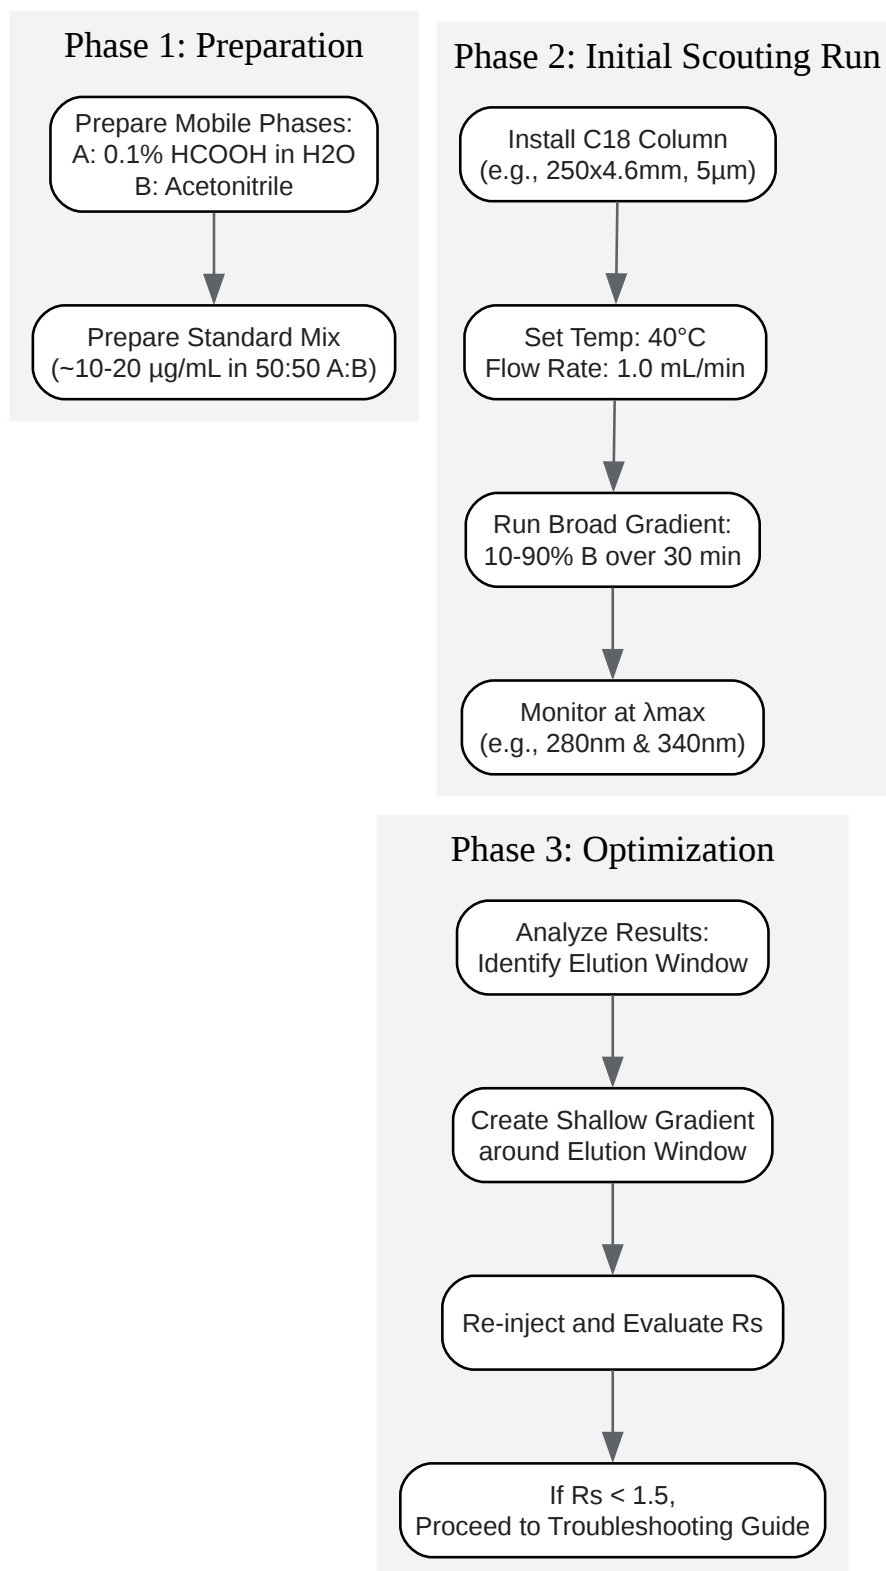 Phase 1: Preparation
Prepare Mobile Phases:
A: 0.1% HCOOH in H2O
B: Acetonitrile
Prepare Standard Mix
(~10-20 µg/mL in 50:50 A:B)
Phase 2: Initial Scouting Run
Install C18 Column
(e.g., 250x4.6mm, 5µm)
Set Temp: 40°C
Flow Rate: 1.0 mL/min
Run Broad Gradient:
10-90% B over 30 min
Monitor at λmax
(e.g., 280nm & 340nm)
Phase 3: Optimization
Analyze Results:
Identify Elution Window
Create Shallow Gradient
around Elution Window
Re-inject and Evaluate Rs
If Rs < 1.5,
Proceed to Troubleshooting Guide